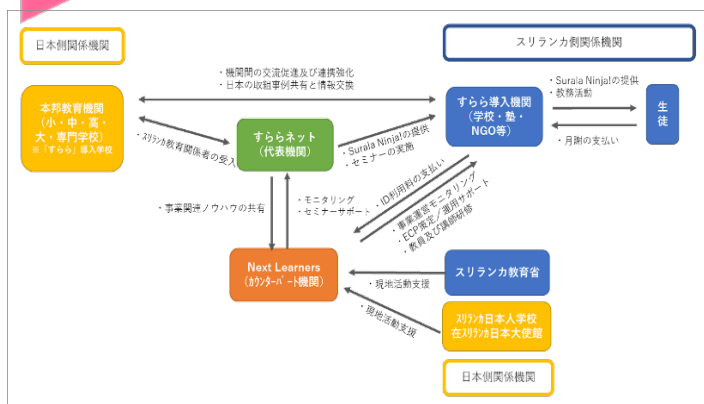 日本側関係機関
スリランカ側関係機関
・機関間の交流促進及び連携強化
・日本の取組事例共有と情報交換
本邦教育機関
（小・中・高・
大・専門学校）
※「すらら」導入学校
すららネット
（代表機関）
すらら導入機関
（学校・塾・
NGO等）
・Surala Ninja!の提供
・教務活動
生
徒
・月謝の支払い
・ｽﾘﾗﾝｶ教育関係者の受入
・Surala Ninja!の提供
・セミナーの実施
・ID利用料の支払い
・事業運営モニタリング
・ECP策定／運用サポート
・教員及び講師研修
・事業関連ノウハウの共有
・モニタリング
・セミナーサポート
Next Learners
（ｶｳﾝﾀｰﾊﾟｰﾄ機関）
・現地活動支援
スリランカ教育省
・現地活動支援
ｽﾘﾗﾝｶ日本人学校
在ｽﾘﾗﾝｶ日本大使館
日本側関係機関